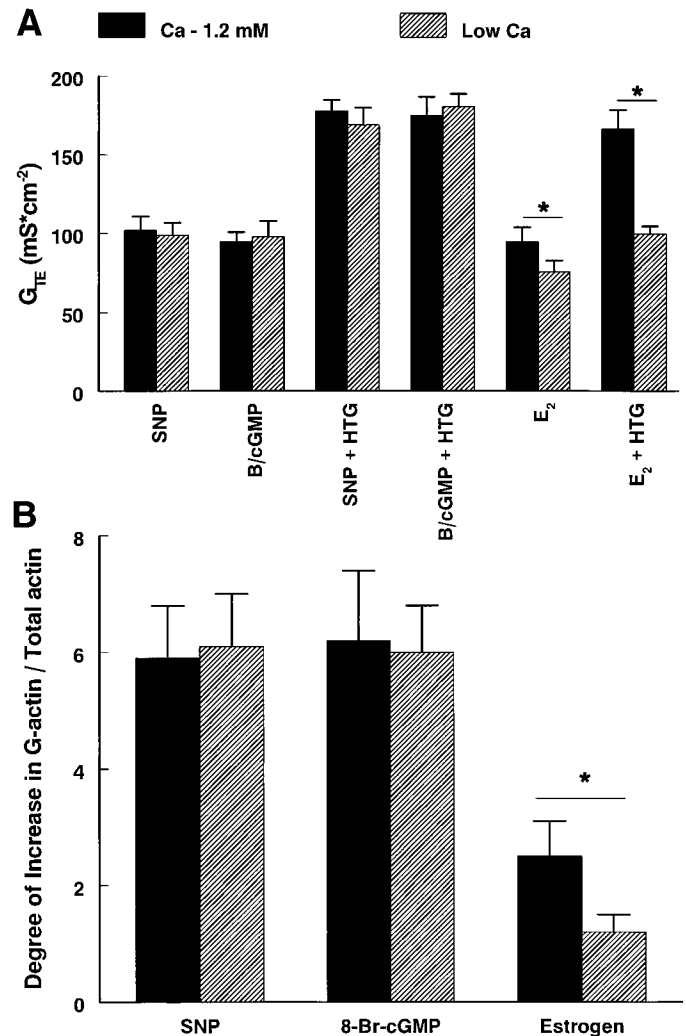 A
Ca - 1.2 mM
Low Ca
G_TE (mS*cm⁻²)
200
150
100
50
0
*
*
SNP
B/cGMP
SNP + HTG
B/cGMP + HTG
E₂
E₂ + HTG
B
Degree of Increase in G-actin / Total actin
8
6
4
2
0
*
SNP
8-Br-cGMP
Estrogen